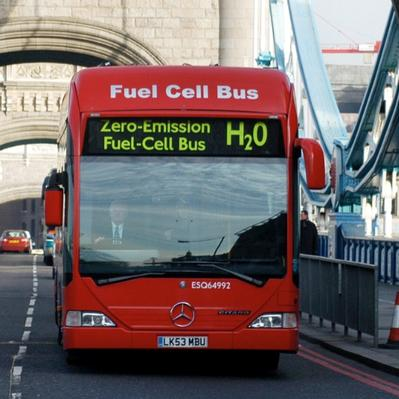 Fuel Cell Bus
Zero-Emission
Fuel-Cell Bus
H₂0
ESQ64992
CITARO
LK53 MBU